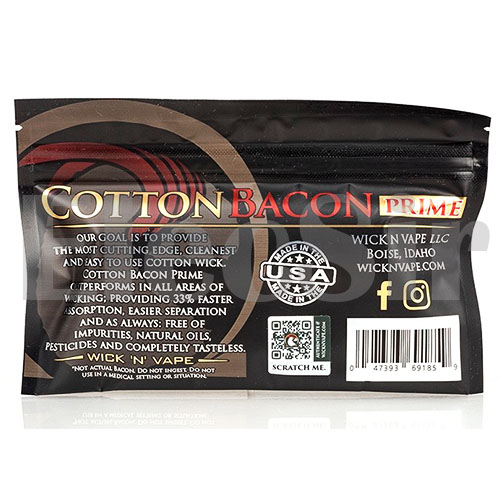 COTTON BACON PRIME
OUR GOAL IS TO PROVIDE
THE MOST CUTTING EDGE, CLEANEST
AND EASY TO USE COTTON WICK.
COTTON BACON PRIME
OUTPERFORMS IN ALL AREAS OF
WICKING; PROVIDING 33% FASTER
ABSORPTION, EASIER SEPARATION
AND AS ALWAYS: FREE OF
IMPURITIES, NATURAL OILS,
PESTICIDES AND COMPLETELY TASTELESS.
WICK 'N' VAPE
*NOT ACTUAL BACON. DO NOT INGEST. DO NOT
USE IN A MEDICAL SETTING OR SITUATION.
MADE IN THE
USA
MADE IN THE
AUTHENTICATE @
WICKNVAPE.COM
SCRATCH ME.
WICK N VAPE LLC
BOISE, IDAHO
WICKNVAPE.COM
f
0 47393 69185 9